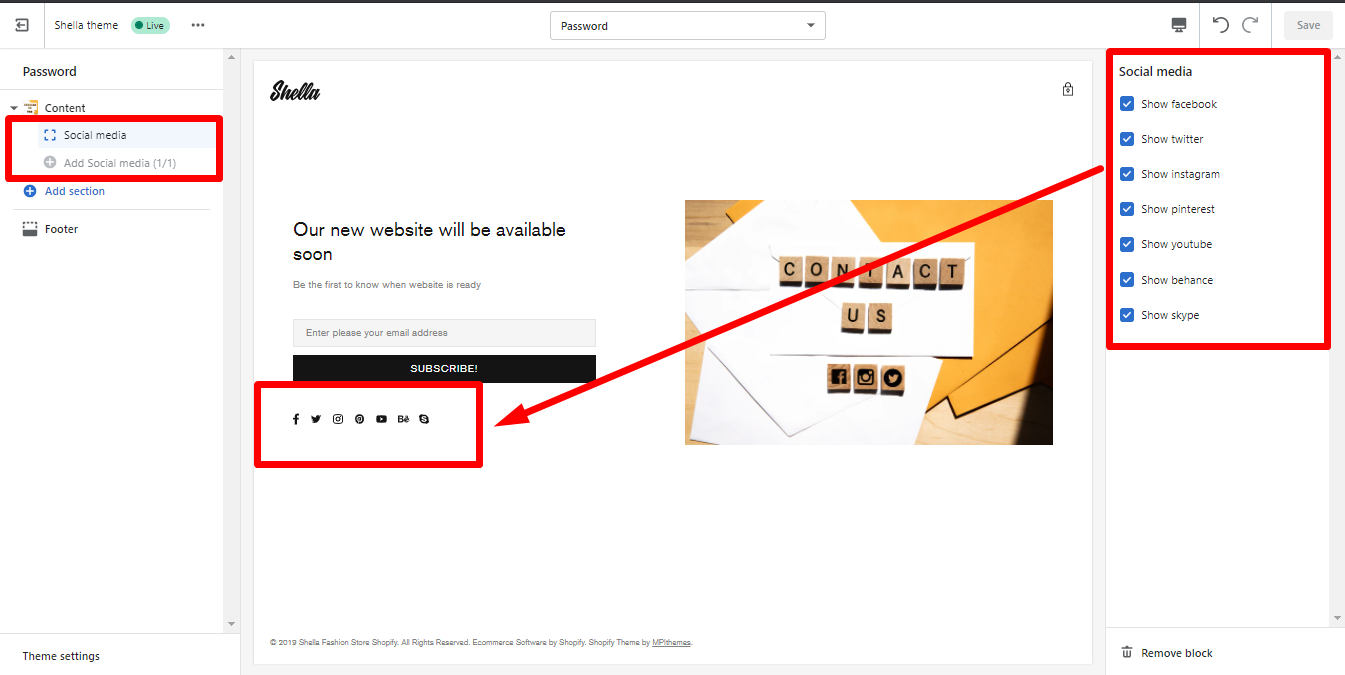 Shella theme
Live
Password
Save
Password
Content
Social media
Add Social media (1/1)
Add section
Footer
Theme settings
Shella
Our new website will be available
soon
Be the first to know when website is ready
Enter please your email address
SUBSCRIBE!
Bē
CONTACT
US
© 2019 Shella Fashion Store Shopify. All Rights Reserved. Ecommerce Software by Shopify. Shopify Theme by MPIthemes.
Social media
Show facebook
Show twitter
Show instagram
Show pinterest
Show youtube
Show behance
Show skype
Remove block